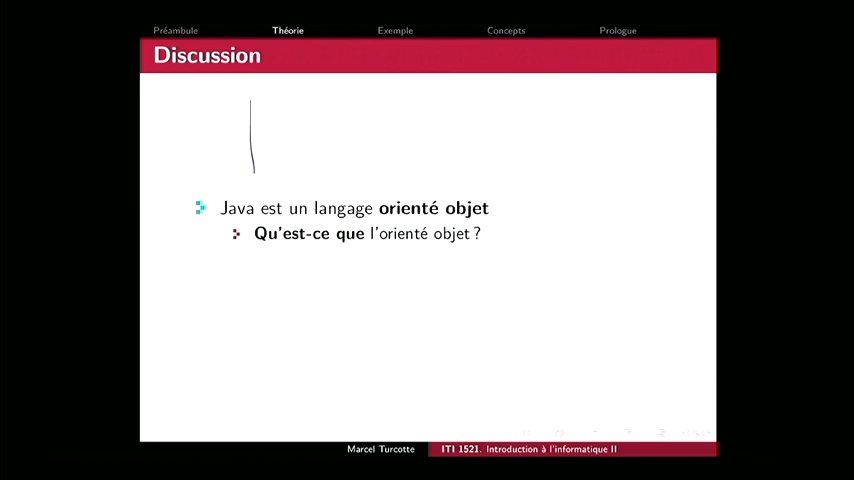 Préambule Théorie Exemple Concepts Prologue
Discussion
Java est un langage orienté objet
Qu'est-ce que l'orienté objet ?
Marcel Turcotte ITI 1521. Introduction à l'informatique II